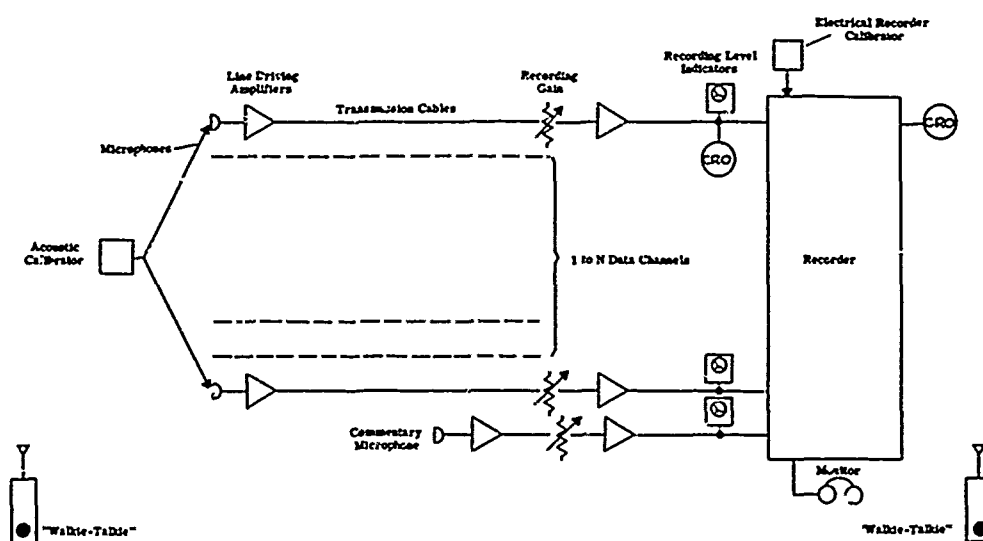 Electrical Recorder
Calibrator
Recording Level
Indicators
Line Driving
Amplifiers
Recording
Gain
Transmission Cables
CRO
Microphones
CRO
Acoustic
Calibrator
1 to N Data Channels
Recorder
Commentary
Microphone
Monitor
"Walkie-Talkie"
"Walkie-Talkie"